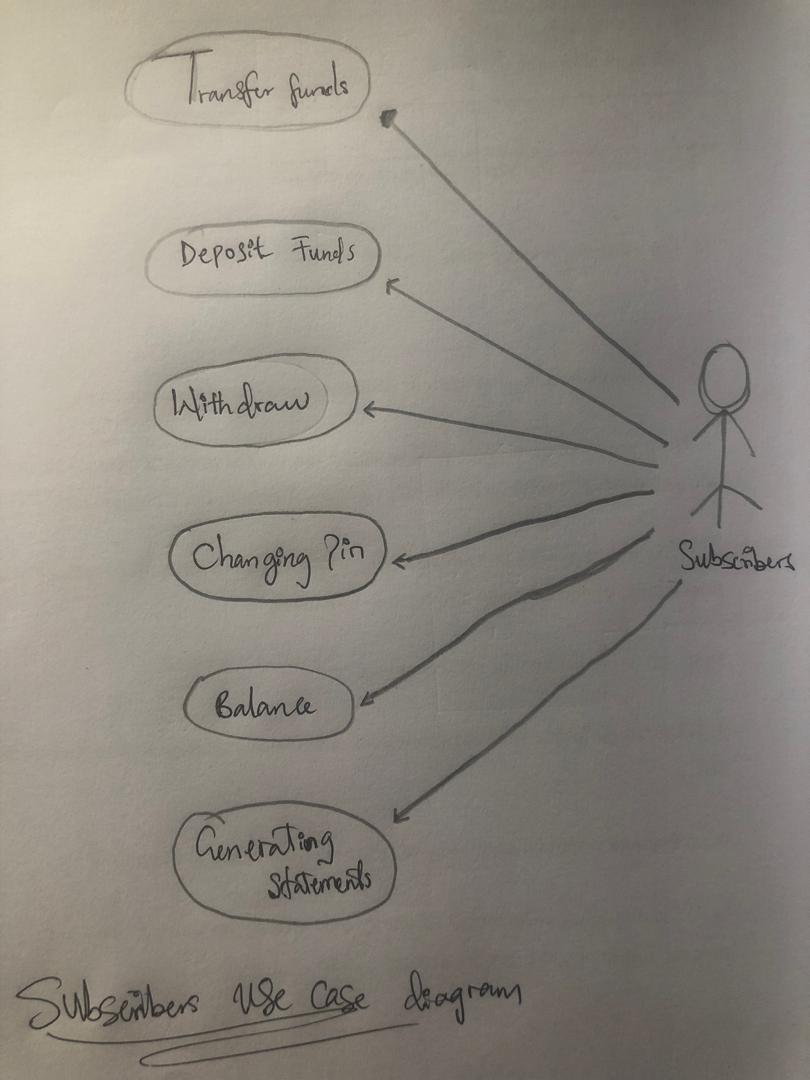 Transfer funds
Deposit Funds
Withdraw
Changing Pin
Subscribers
Balance
Generating
Statements
Subscribers Use Case diagram